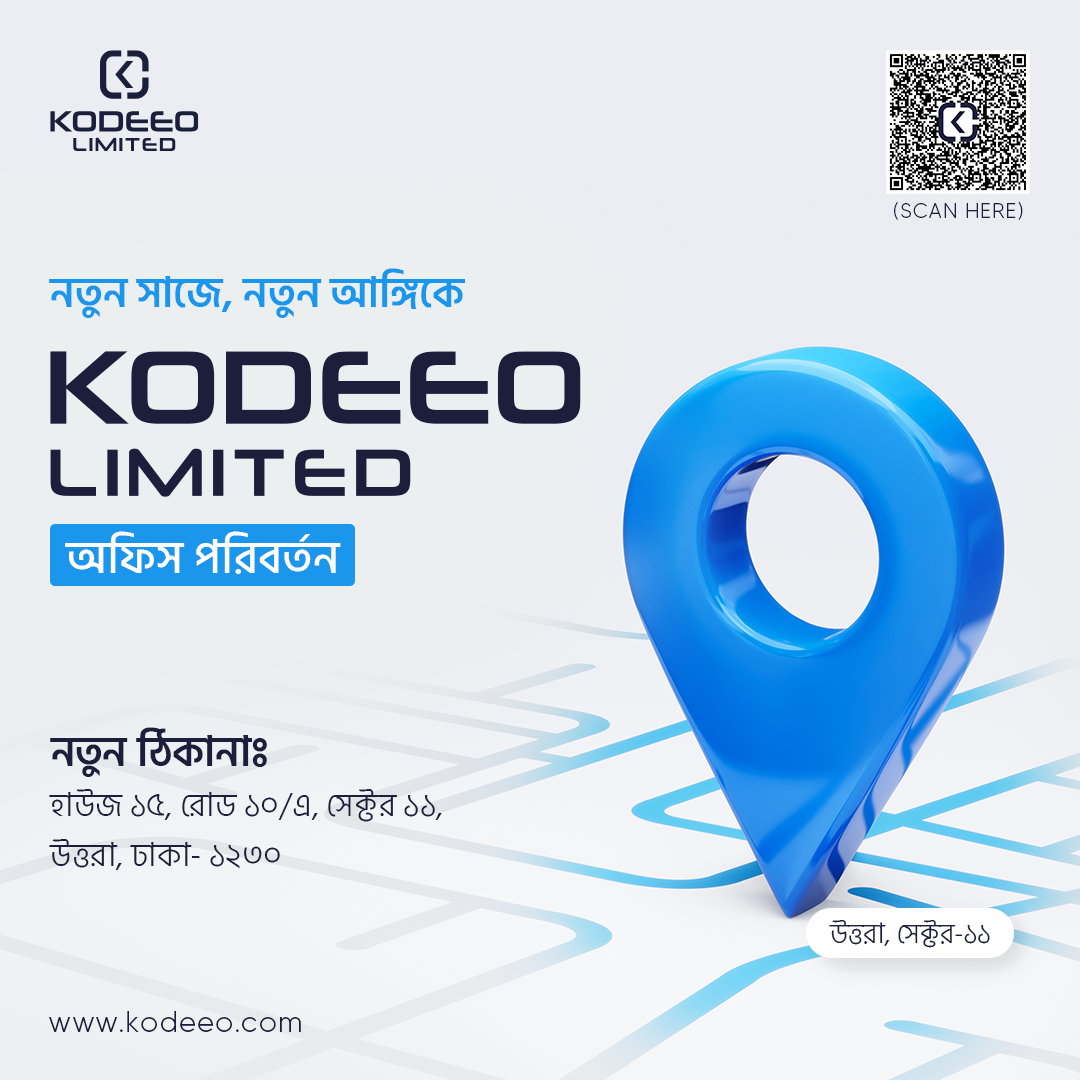 KODEEO
LIMITED
(SCAN HERE)
নতুন সাজে, নতুন আঙ্গিকে
KODEEO
LIMITED
অফিস পরিবর্তন
নতুন ঠিকানাঃ
হাউজ ১৫, রোড ১০/এ, সেক্টর ১১,
উত্তরা, ঢাকা- ১২৩০
উত্তরা, সেক্টর-১১
www.kodeeo.com